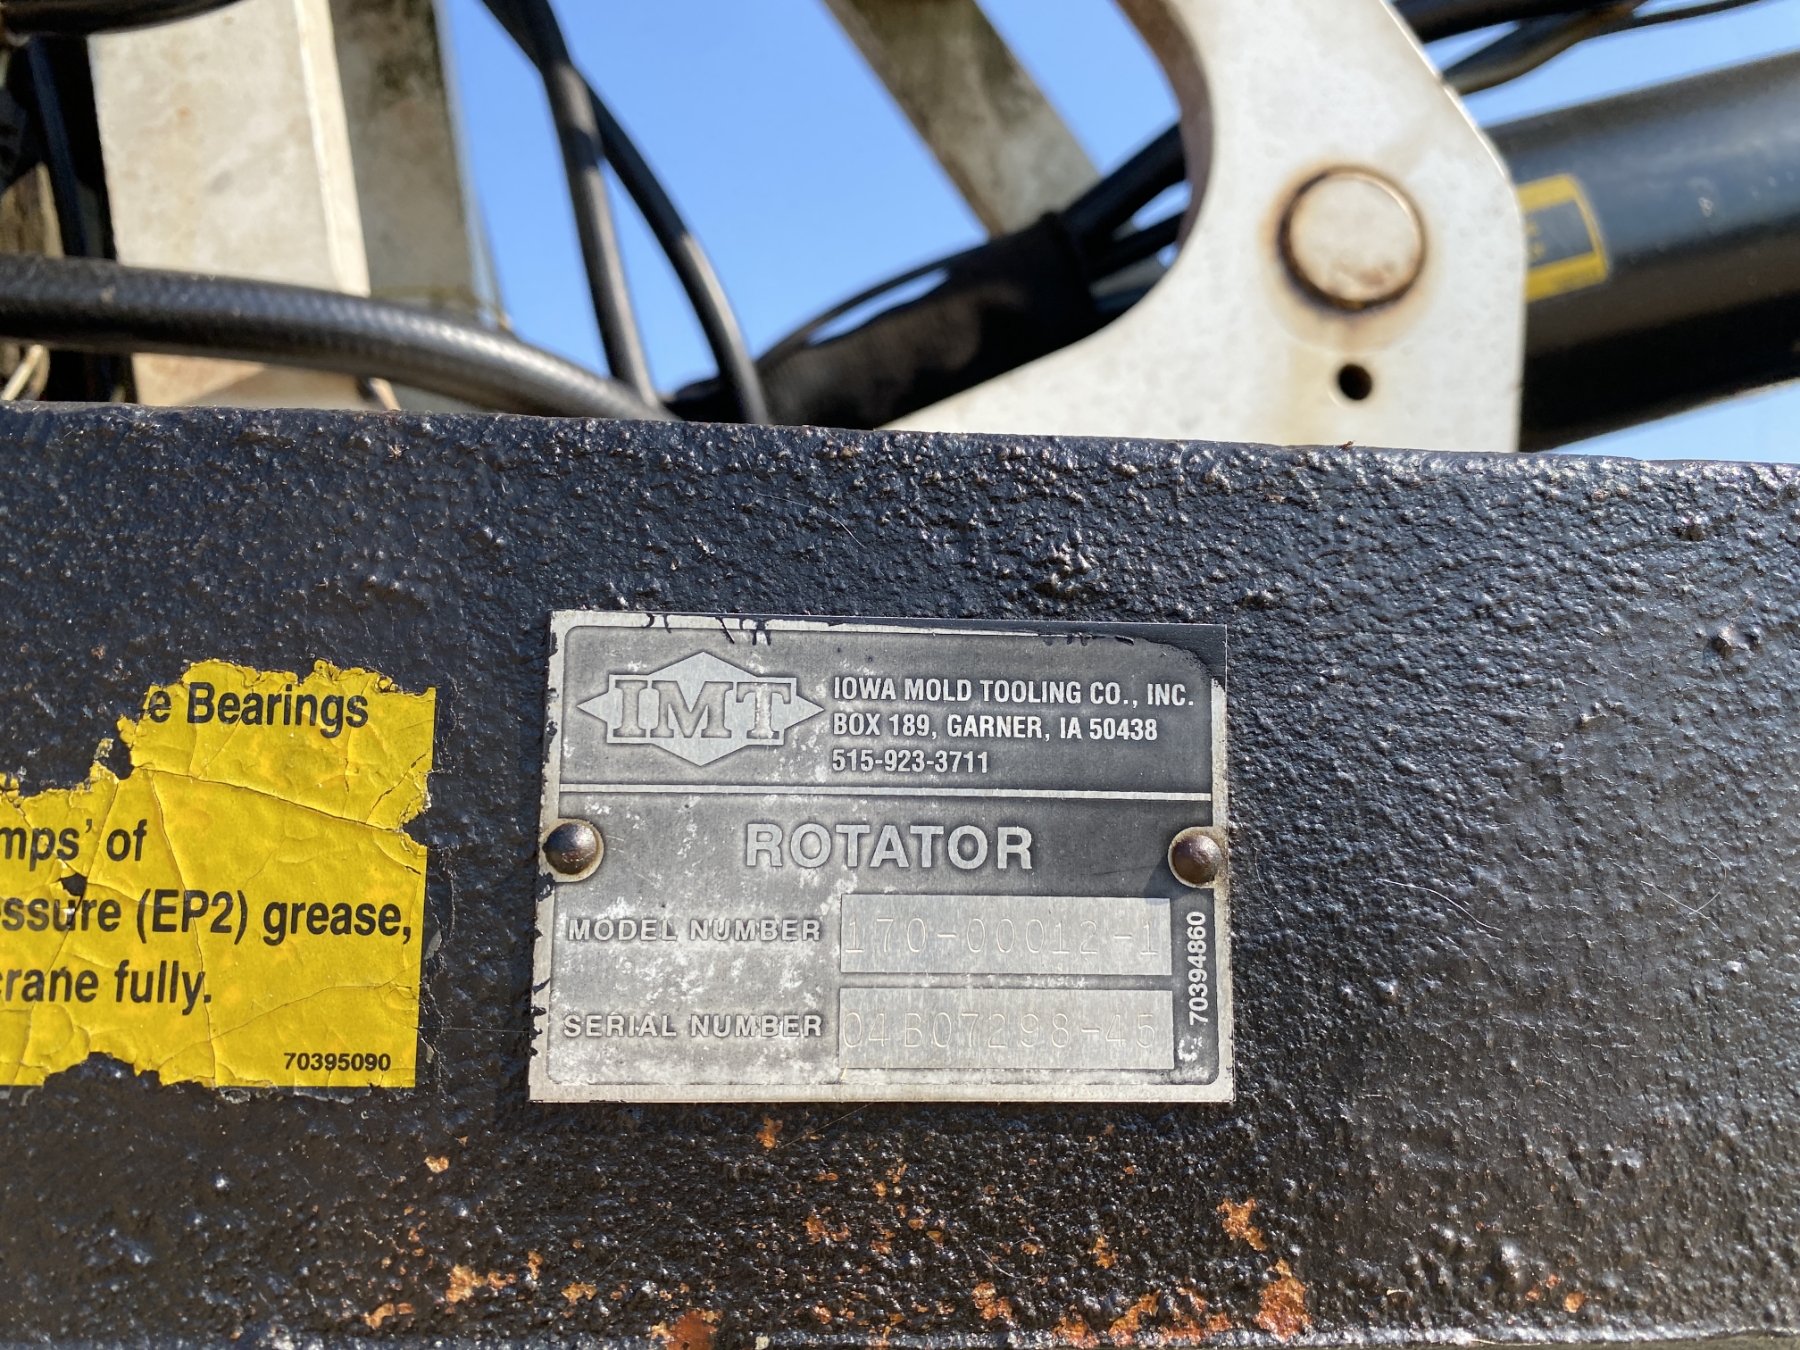 e Bearings
mps' of
essure (EP2) grease,
crane fully.
70395090
IMT
IOWA MOLD TOOLING CO., INC.
BOX 189, GARNER, IA 50438
515-923-3711
ROTATOR
MODEL NUMBER 170-00012-1
SERIAL NUMBER 04B07298-45
70394860